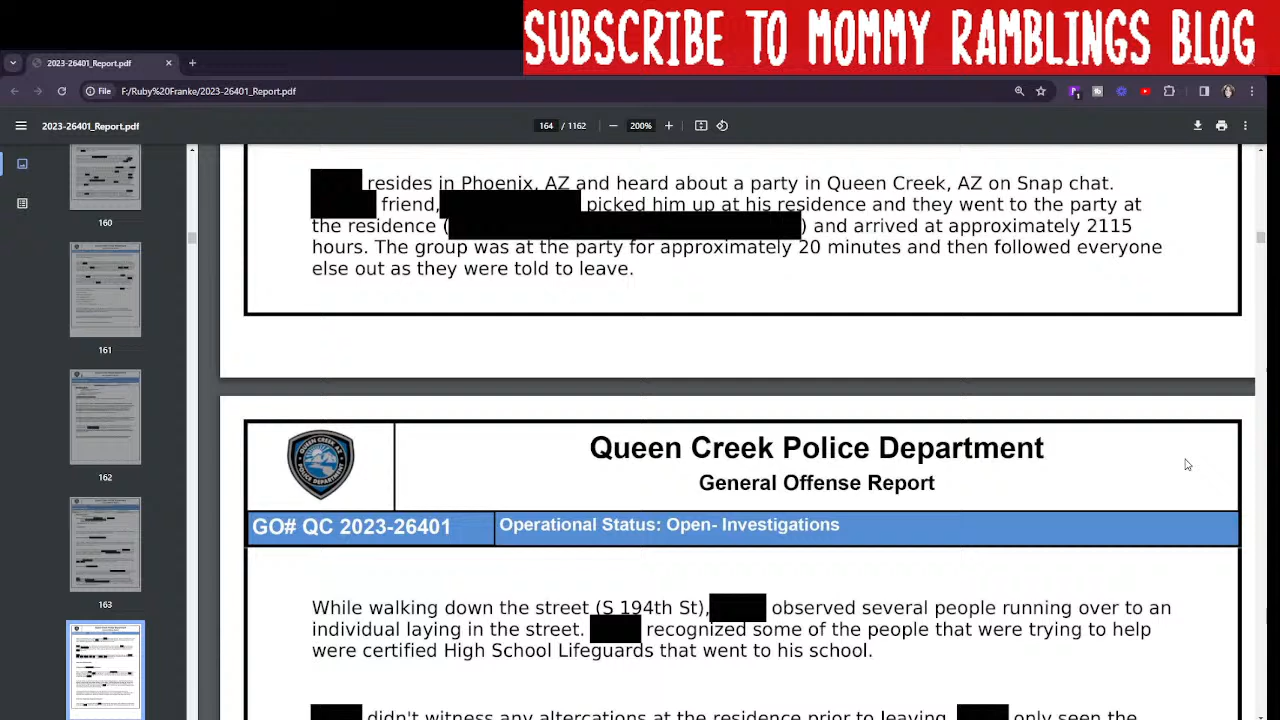 SUBSCRIBE TO MOMMY RAMBLINGS BLOG
2023-26401_Report.pdf
File F:/Ruby%20Franke/2023-26401_Report.pdf
2023-26401_Report.pdf 164 / 1162 200%
resides in Phoenix, AZ and heard about a party in Queen Creek, AZ on Snap chat.
friend, picked him up at his residence and they went to the party at
the residence ( ) and arrived at approximately 2115
hours. The group was at the party for approximately 20 minutes and then followed everyone
else out as they were told to leave.
160
161
162
163
Queen Creek Police Department
General Offense Report
GO# QC 2023-26401 Operational Status: Open- Investigations
While walking down the street (S 194th St), observed several people running over to an
individual laying in the street. recognized some of the people that were trying to help
were certified High School Lifeguards that went to his school.
didn't witness any altercations at the residence prior to leaving. only seen the